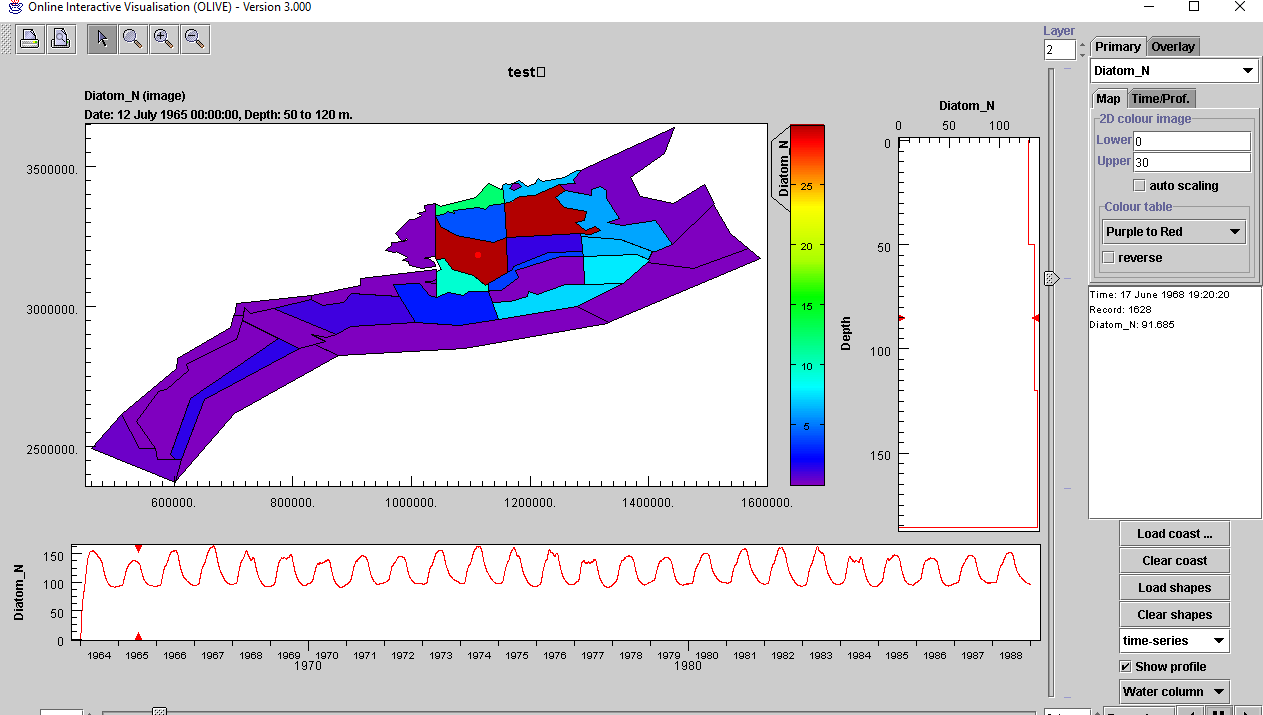 Online Interactive Visualisation (OLIVE) - Version 3.000
Layer
2
Primary
Overlay
test□
Diatom_N
Diatom_N (image)
Date: 12 July 1965 00:00:00, Depth: 50 to 120 m.
Map
Time/Prof.
2D colour image
Lower 0
Upper 30
auto scaling
Colour table
Purple to Red
reverse
3500000.
3000000.
2500000.
600000.
800000.
1000000.
1200000.
1400000.
1600000.
Diatom_N
25
20
15
10
5
Diatom_N
0
50
100
Depth
0
50
100
150
Time: 17 June 1968 19:20:20
Record: 1628
Diatom_N: 91.685
Load coast ...
Clear coast
Load shapes
Clear shapes
time-series
Show profile
Water column
Diatom_N
150
100
50
0
1964 1965 1966 1967 1968 1969 1970 1971 1972 1973 1974 1975 1976 1977 1978 1979 1980 1981 1982 1983 1984 1985 1986 1987 1988
1970
1980